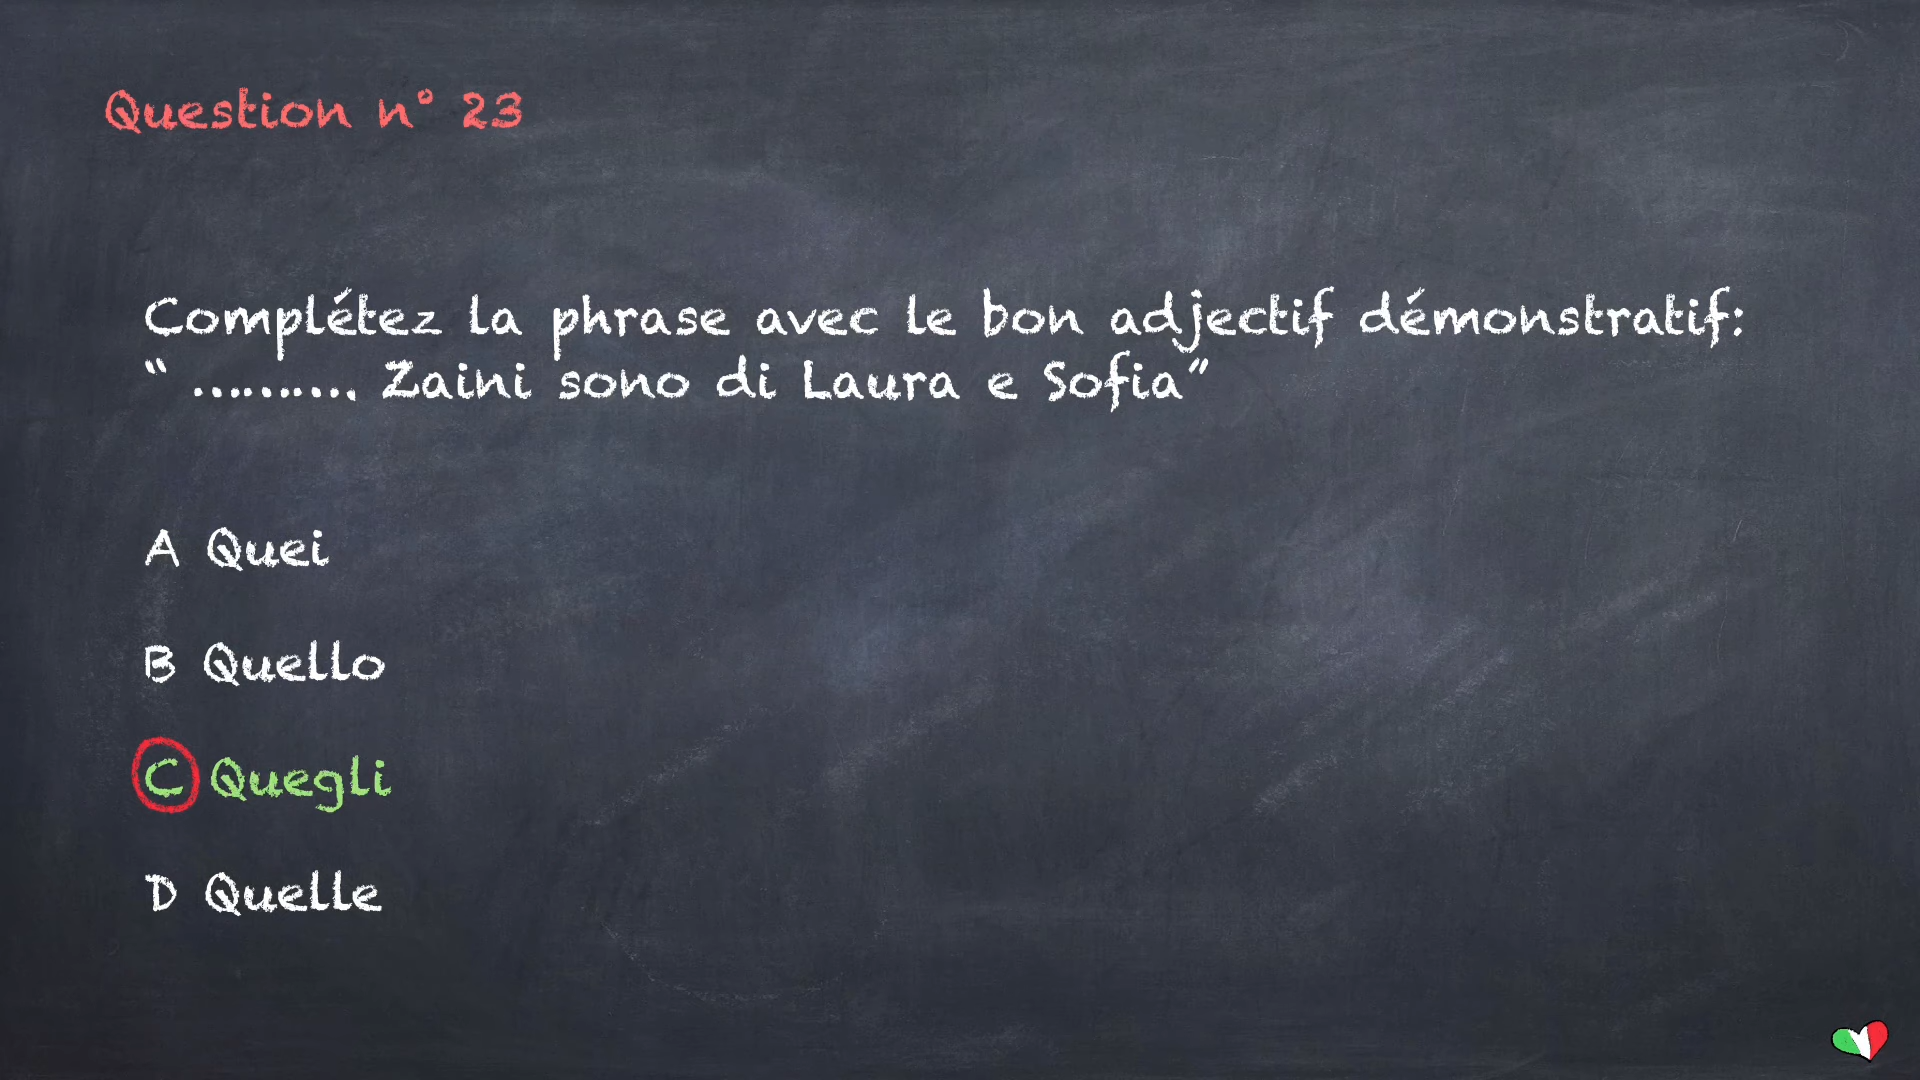 Question n° 23
Complétez la phrase avec le bon adjectif démonstratif:
“ .......... Zaini sono di Laura e Sofia”
A Quei
B Quello
C Quegli
D Quelle